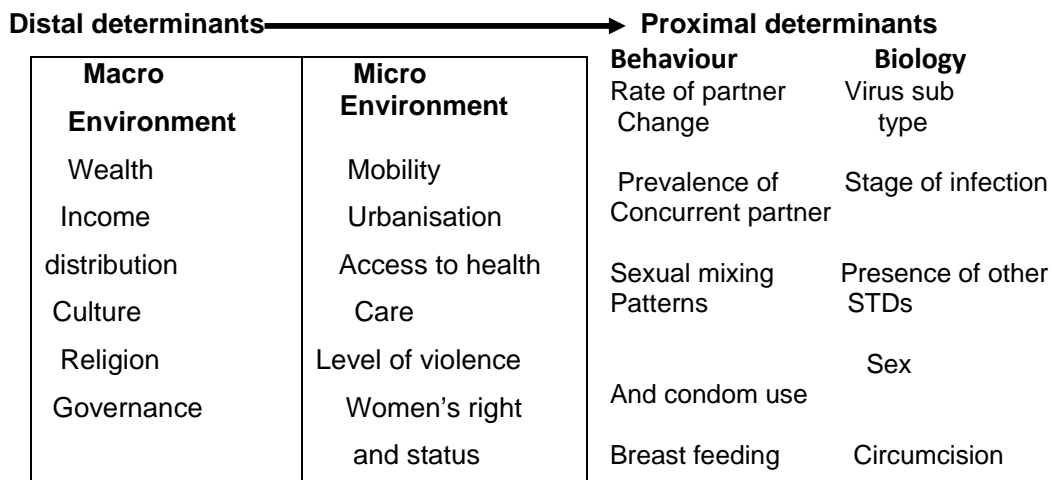 Distal determinants
Proximal determinants
Macro
Environment
Wealth
Income
distribution
Culture
Religion
Governance
Micro
Environment
Mobility
Urbanisation
Access to health
Care
Level of violence
Women’s right
and status
Behaviour
Rate of partner
Change
Prevalence of
Concurrent partner
Sexual mixing
Patterns
And condom use
Breast feeding
Biology
Virus sub
type
Stage of infection
Presence of other
STDs
Sex
Circumcision